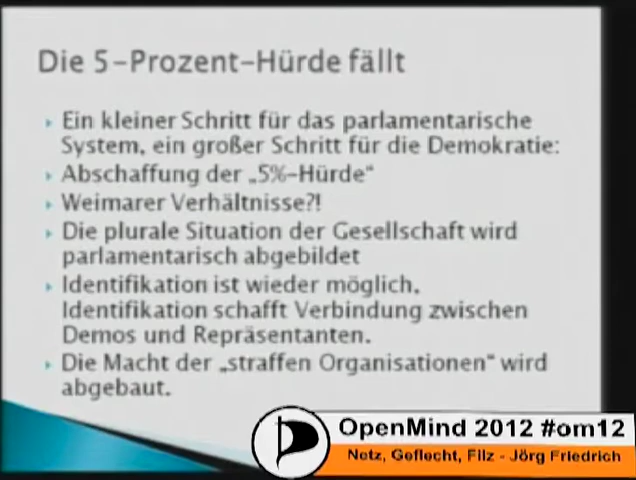 Die 5-Prozent-Hürde fällt
Ein kleiner Schritt für das parlamentarische
System, ein großer Schritt für die Demokratie:
Abschaffung der „5%-Hürde“
Weimarer Verhältnisse?!
Die plurale Situation der Gesellschaft wird
parlamentarisch abgebildet
Identifikation ist wieder möglich.
Identifikation schafft Verbindung zwischen
Demos und Repräsentanten.
Die Macht der „straffen Organisationen“ wird
abgebaut.
OpenMind 2012 #om12
Netz, Geflecht, Filz - Jörg Friedrich